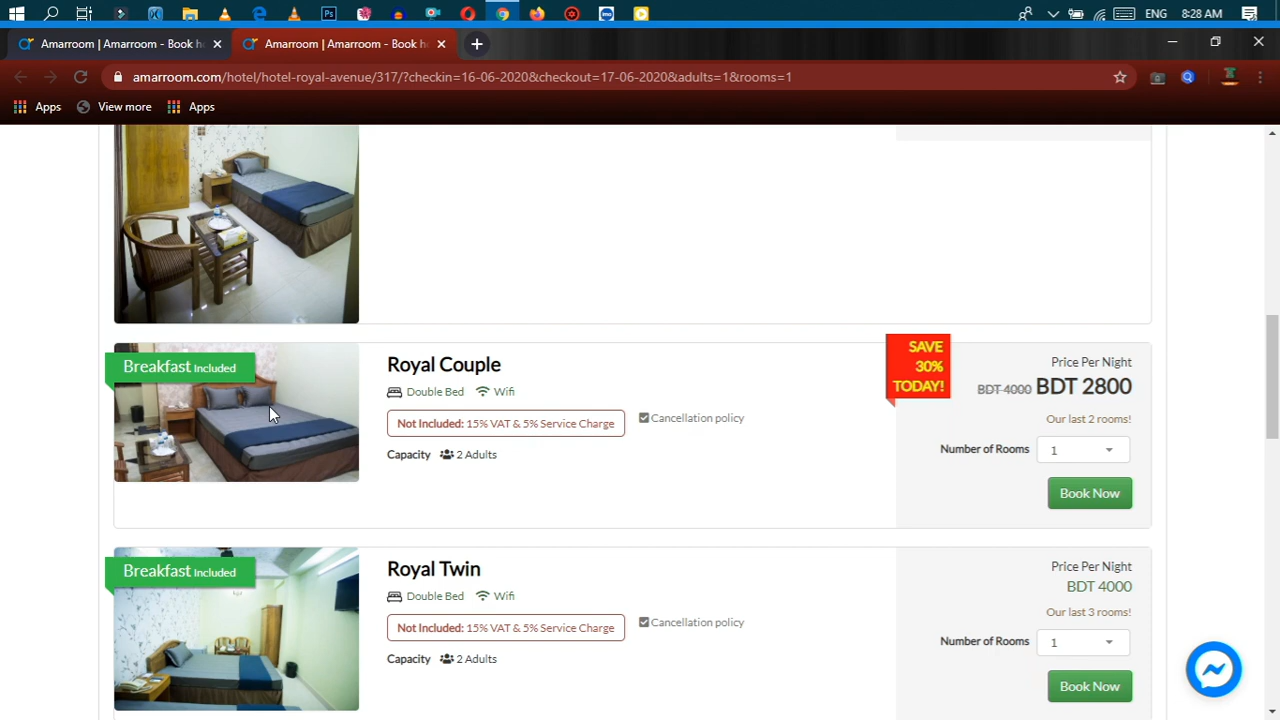 Ps
imo
ENG
8:28 AM
Amarroom | Amarroom - Book h
Amarroom | Amarroom - Book h
amarroom.com/hotel/hotel-royal-avenue/317/?checkin=16-06-2020&checkout=17-06-2020&adults=1&rooms=1
Apps
View more
Apps
Breakfast Included
Royal Couple
Double Bed
Wifi
Not Included: 15% VAT & 5% Service Charge
Cancellation policy
Capacity
2 Adults
SAVE
30%
TODAY!
Price Per Night
BDT 4000 BDT 2800
Our last 2 rooms!
Number of Rooms
1
Book Now
Breakfast Included
Royal Twin
Double Bed
Wifi
Not Included: 15% VAT & 5% Service Charge
Cancellation policy
Capacity
2 Adults
Price Per Night
BDT 4000
Our last 3 rooms!
Number of Rooms
1
Book Now